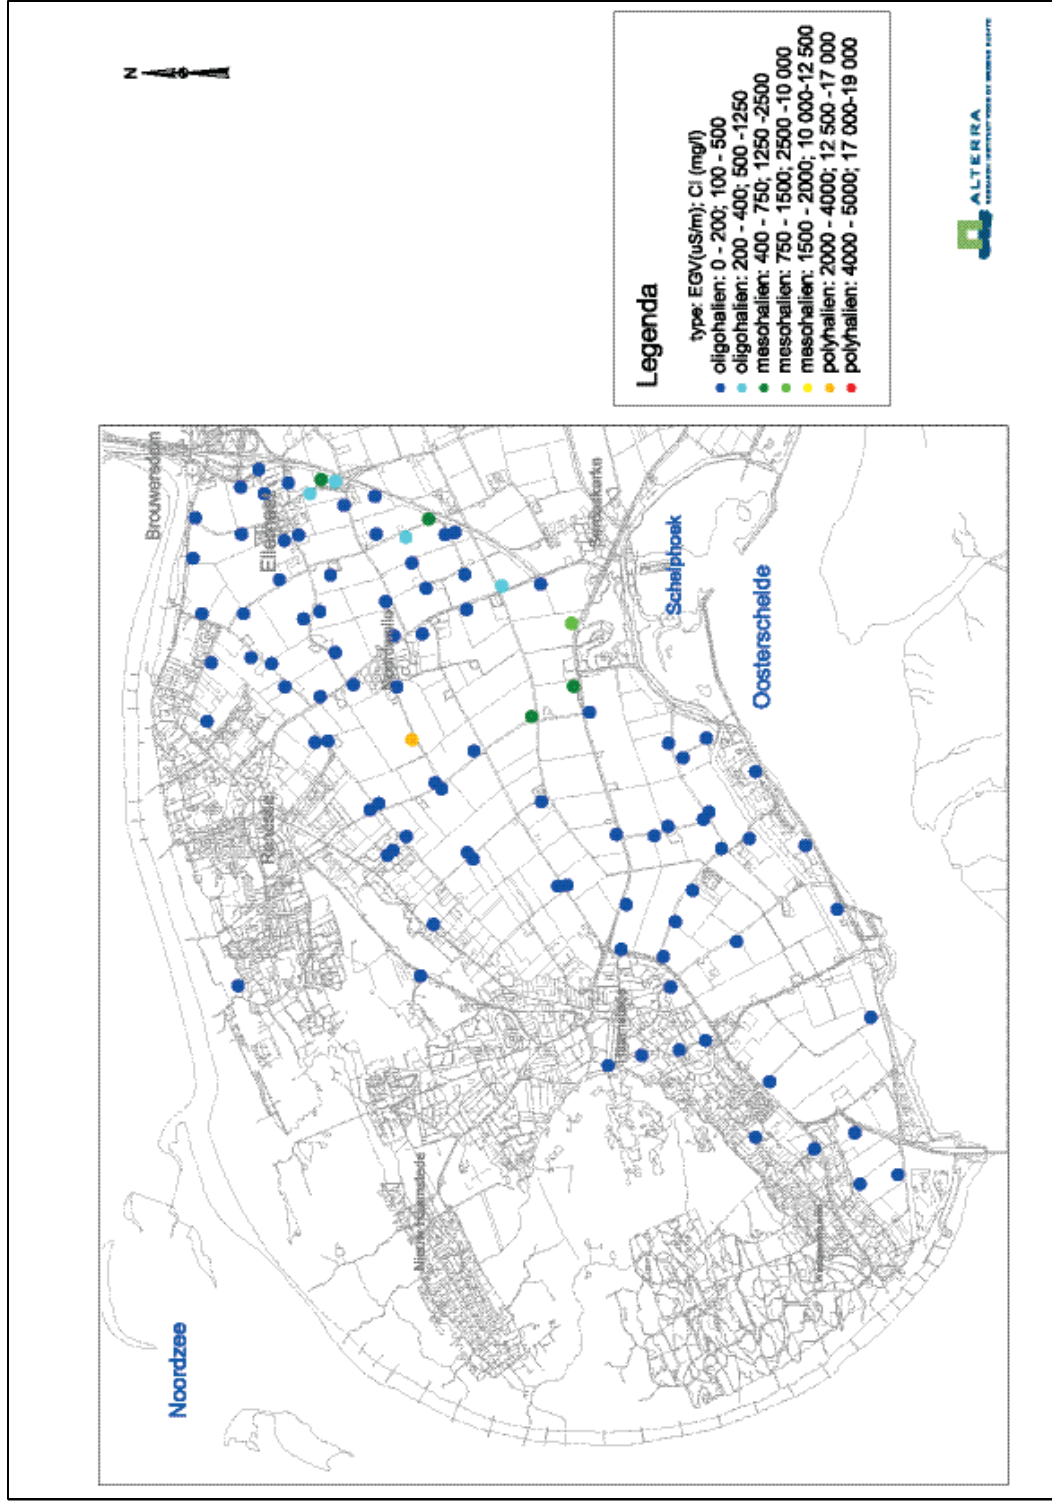 N
Legenda
type: EGV(uS/m); Cl (mg/l)
oligohalien: 0 - 200; 100 - 500
oligohalien: 200 - 400; 500 -1250
mesohalien: 400 - 750; 1250 -2500
mesohalien: 750 - 1500; 2500 -10 000
mesohalien: 1500 - 2000; 10 000-12 500
polyhalien: 2000 - 4000; 12 500 -17 000
polyhalien: 4000 - 5000; 17 000-19 000
ALTERRA
Brouwersdam
Schelphoek
Oosterschelde
Renesse
Nieuw Haamstede
Noordzee